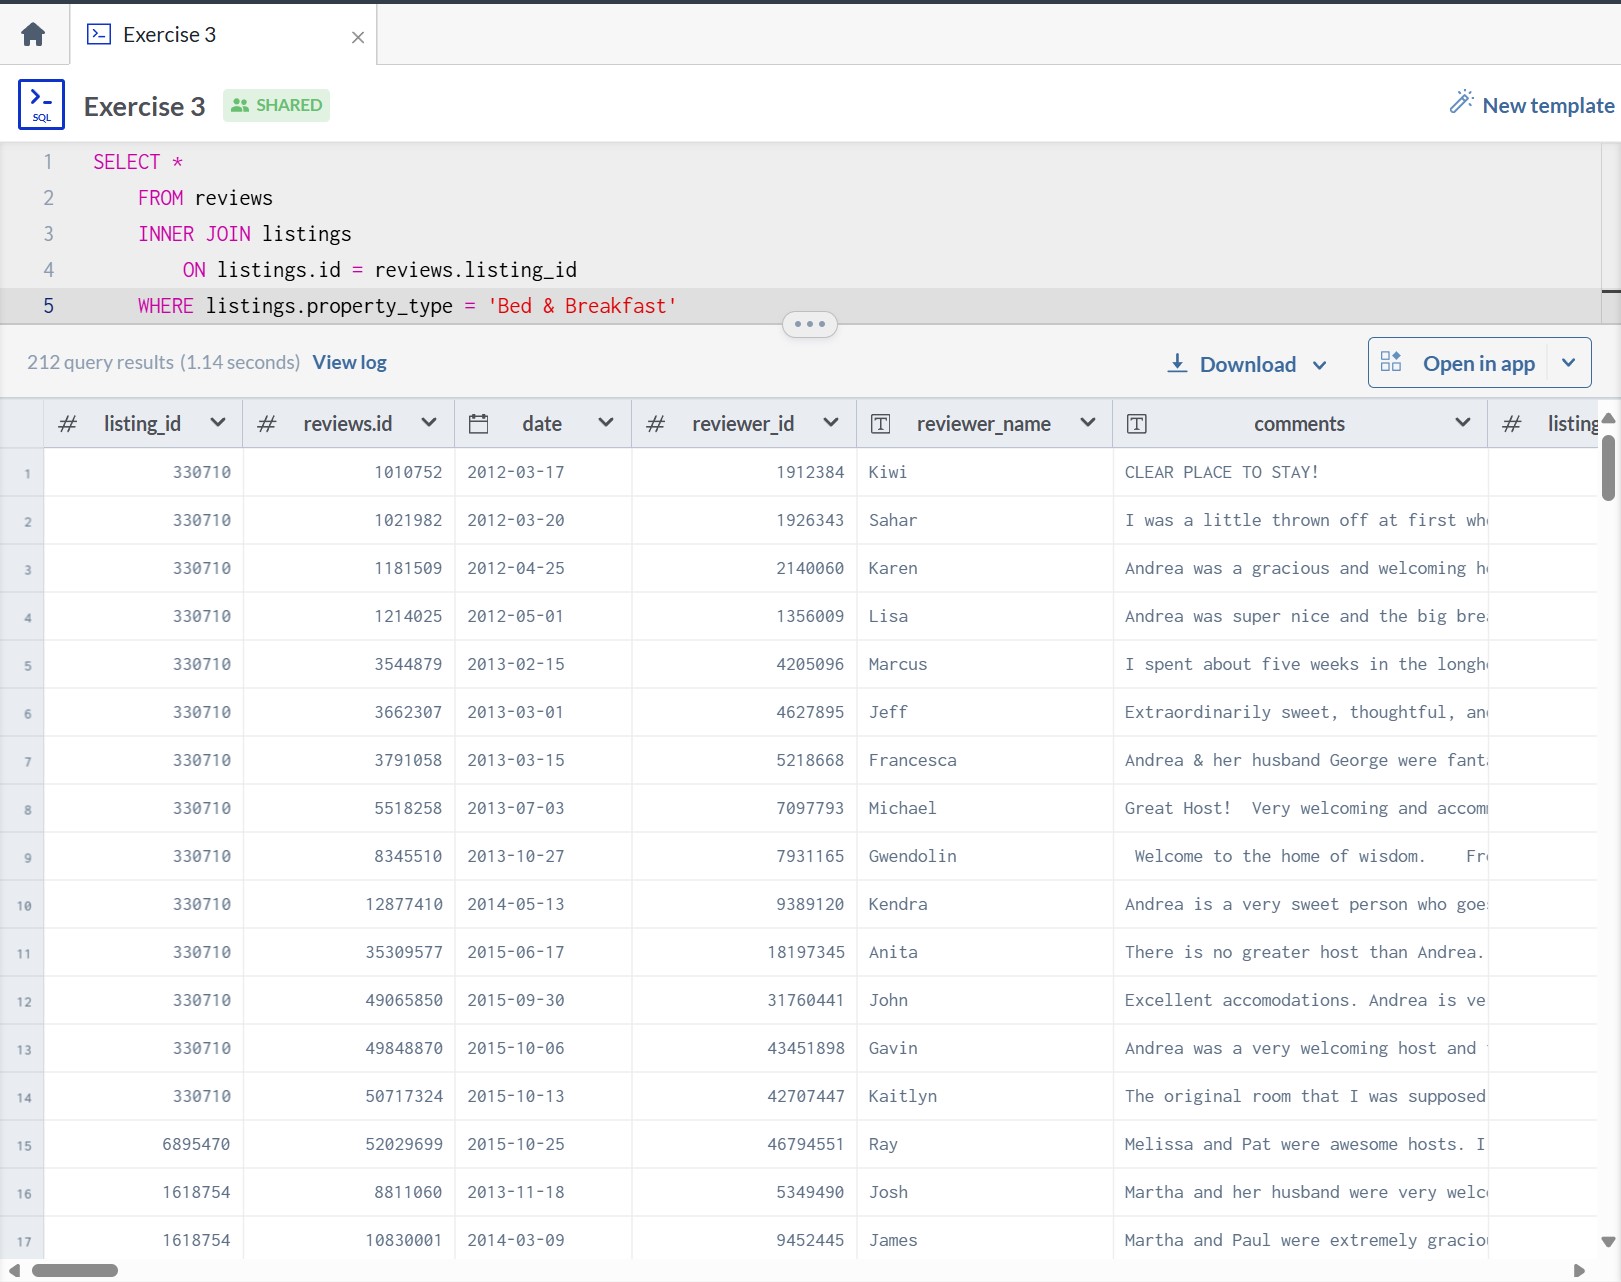 Exercise 3
SQL
Exercise 3
SHARED
New template
1 SELECT *
2 FROM reviews
3 INNER JOIN listings
4 ON listings.id = reviews.listing_id
5 WHERE listings.property_type = 'Bed & Breakfast'
212 query results (1.14 seconds) View log Download Open in app
# listing_id # reviews.id date # reviewer_id T reviewer_name T comments # listing
1 330710 1010752 2012-03-17 1912384 Kiwi CLEAR PLACE TO STAY!
2 330710 1021982 2012-03-20 1926343 Sahar I was a little thrown off at first wh
3 330710 1181509 2012-04-25 2140060 Karen Andrea was a gracious and welcoming h
4 330710 1214025 2012-05-01 1356009 Lisa Andrea was super nice and the big bre
5 330710 3544879 2013-02-15 4205096 Marcus I spent about five weeks in the longh
6 330710 3662307 2013-03-01 4627895 Jeff Extraordinarily sweet, thoughtful, an
7 330710 3791058 2013-03-15 5218668 Francesca Andrea & her husband George were fant
8 330710 5518258 2013-07-03 7097793 Michael Great Host! Very welcoming and accom
9 330710 8345510 2013-10-27 7931165 Gwendolin Welcome to the home of wisdom. Fr
10 330710 12877410 2014-05-13 9389120 Kendra Andrea is a very sweet person who goe
11 330710 35309577 2015-06-17 18197345 Anita There is no greater host than Andrea.
12 330710 49065850 2015-09-30 31760441 John Excellent accomodations. Andrea is ve
13 330710 49848870 2015-10-06 43451898 Gavin Andrea was a very welcoming host and
14 330710 50717324 2015-10-13 42707447 Kaitlyn The original room that I was supposed
15 6895470 52029699 2015-10-25 46794551 Ray Melissa and Pat were awesome hosts. I
16 1618754 8811060 2013-11-18 5349490 Josh Martha and her husband were very welc
17 1618754 10830001 2014-03-09 9452445 James Martha and Paul were extremely gracio